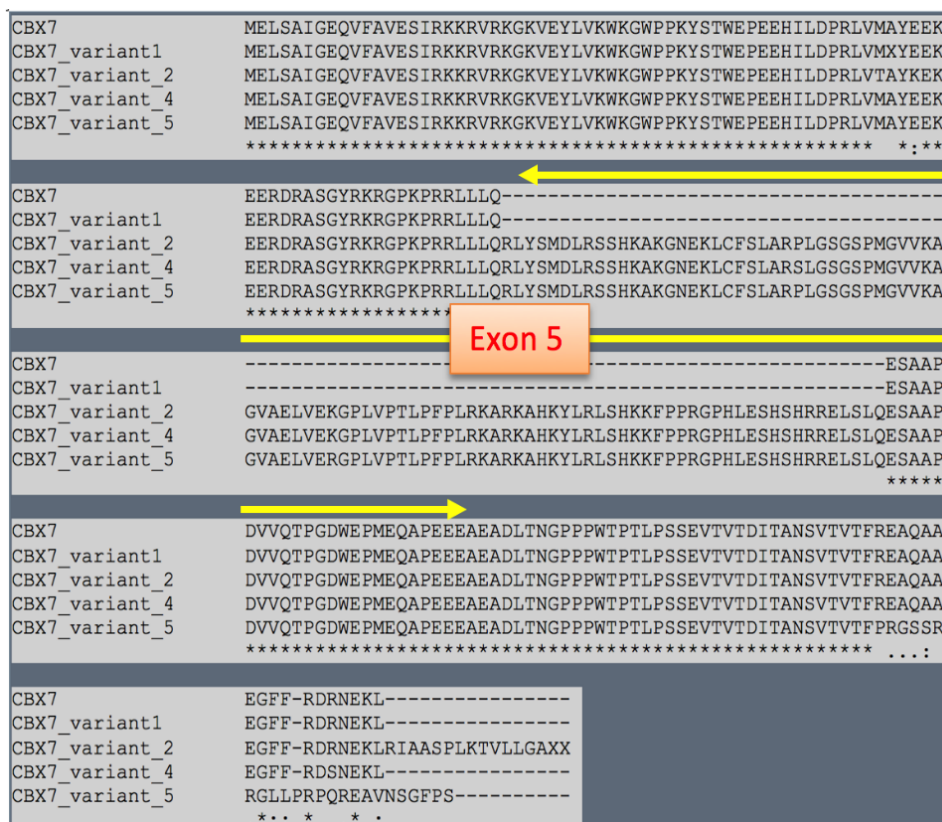 CBX7 MELSAIGEQVFAVESIRKKRVRKGKVEYLVKWKGWPPKYSTWEPEEHILDPRLVMAYEEK
CBX7_variant1 MELSAIGEQVFAVESIRKKRVRKGKVEYLVKWKGWPPKYSTWEPEEHILDPRLVMXYEEK
CBX7_variant_2 MELSAIGEQVFAVESIRKKRVRKGKVEYLVKWKGWPPKYSTWEPEEHILDPRLVTAYKEK
CBX7_variant_4 MELSAIGEQVFAVESIRKKRVRKGKVEYLVKWKGWPPKYSTWEPEEHILDPRLVMAYEEK
CBX7_variant_5 MELSAIGEQVFAVESIRKKRVRKGKVEYLVKWKGWPPKYSTWEPEEHILDPRLVMAYEEK
******************************************************  *:**
CBX7 EERDRASGYRKRGPKPRRLLLQ--------------------------------------
CBX7_variant1 EERDRASGYRKRGPKPRRLLLQ--------------------------------------
CBX7_variant_2 EERDRASGYRKRGPKPRRLLLQRLYSMDLRSSHKAKGNEKLCFSLARPLGSGSPMGVVKA
CBX7_variant_4 EERDRASGYRKRGPKPRRLLLQRLYSMDLRSSHKAKGNEKLCFSLARSLGSGSPMGVVKA
CBX7_variant_5 EERDRASGYRKRGPKPRRLLLQRLYSMDLRSSHKAKGNEKLCFSLARPLGSGSPMGVVKA
******************
Exon 5
CBX7 -------------------------------------------------------ESAAP
CBX7_variant1 -------------------------------------------------------ESAAP
CBX7_variant_2 GVAELVEKGPLVPTLPFPLRKARKAHKYLRLSHKKFPPRGPHLESHSHRRELSLQESAAP
CBX7_variant_4 GVAELVEKGPLVPTLPFPLRKARKAHKYLRLSHKKFPPRGPHLESHSHRRELSLQESAAP
CBX7_variant_5 GVAELVERGPLVPTLPFPLRKARKAHKYLRLSHKKFPPRGPHLESHSHRRELSLQESAAP
*****
CBX7 DVVQTPGDWEPMEQAPEEEAEADLTNGPPPWTPTLPSSEVTVTDITANSVTVTFREAQAA
CBX7_variant1 DVVQTPGDWEPMEQAPEEEAEADLTNGPPPWTPTLPSSEVTVTDITANSVTVTFREAQAA
CBX7_variant_2 DVVQTPGDWEPMEQAPEEEAEADLTNGPPPWTPTLPSSEVTVTDITANSVTVTFREAQAA
CBX7_variant_4 DVVQTPGDWEPMEQAPEEEAEADLTNGPPPWTPTLPSSEVTVTDITANSVTVTFREAQAA
CBX7_variant_5 DVVQTPGDWEPMEQAPEEEAEADLTNGPPPWTPTLPSSEVTVTDITANSVTVTFPRGSSR
****************************************************** ...:
CBX7 EGFF-RDRNEKL----------------
CBX7_variant1 EGFF-RDRNEKL----------------
CBX7_variant_2 EGFF-RDRNEKLRIAASPLKTVLLGAXX
CBX7_variant_4 EGFF-RDSNEKL----------------
CBX7_variant_5 RGLLPRPQREAVNSGFPS----------
*.. *   * .